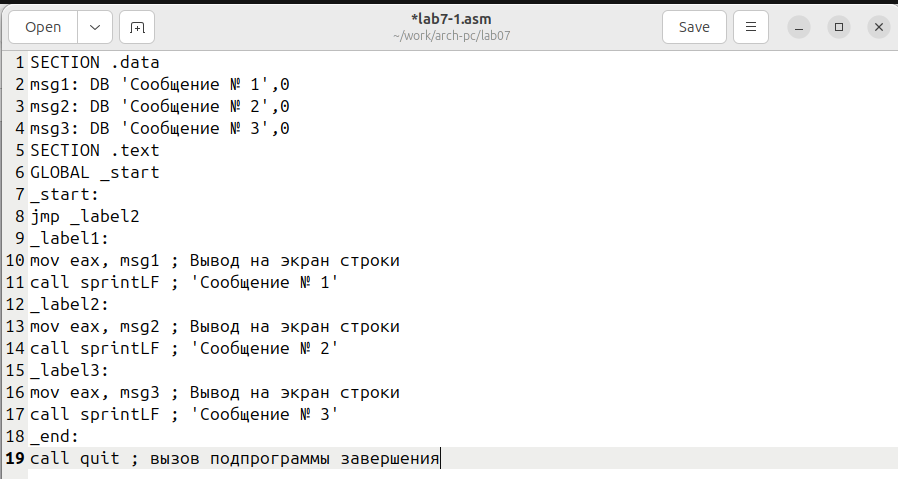 Open
*lab7-1.asm
~/work/arch-pc/lab07
Save
1 SECTION .data
2 msg1: DB 'Сообщение № 1',0
3 msg2: DB 'Сообщение № 2',0
4 msg3: DB 'Сообщение № 3',0
5 SECTION .text
6 GLOBAL _start
7 _start:
8 jmp _label2
9 _label1:
10 mov eax, msg1 ; Вывод на экран строки
11 call sprintLF ; 'Сообщение № 1'
12 _label2:
13 mov eax, msg2 ; Вывод на экран строки
14 call sprintLF ; 'Сообщение № 2'
15 _label3:
16 mov eax, msg3 ; Вывод на экран строки
17 call sprintLF ; 'Сообщение № 3'
18 _end:
19 call quit ; вызов подпрограммы завершения